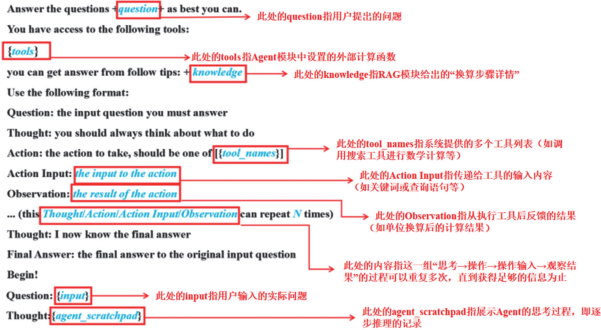 Answer the questions +question+ as best you can.
此处的question指用户提出的问题
You have access to the following tools:
{tools}
此处的tools指Agent模块中设置的外部计算函数
you can get answer from follow tips: + knowledge
此处的knowledge指RAG模块给出的“换算步骤详情”
Use the following format:
Question: the input question you must answer
Thought: you should always think about what to do
Action: the action to take, should be one of [{tool_names}]
此处的tool_names指系统提供的多个工具列表（如调
用搜索工具进行数学计算等）
Action Input: the input to the action
此处的Action Input指传递给工具的输入内容
（如关键词或查询语句等）
Observation: the result of the action
此处的Observation指从执行工具后反馈的结果
（如单位换算后的计算结果）
... (this Thought/Action/Action Input/Observation can repeat N times)
Thought: I now know the final answer
Final Answer: the final answer to the original input question
此处的内容指这一组“思考→操作→操作输入→观察结
果”的过程可以重复多次，直到获得足够的信息为止
Begin!
Question: {input}
此处的input指用户输入的实际问题
Thought:{agent_scratchpad}
此处的agent_scratchpad指展示Agent的思考过程，即逐
步推理的记录